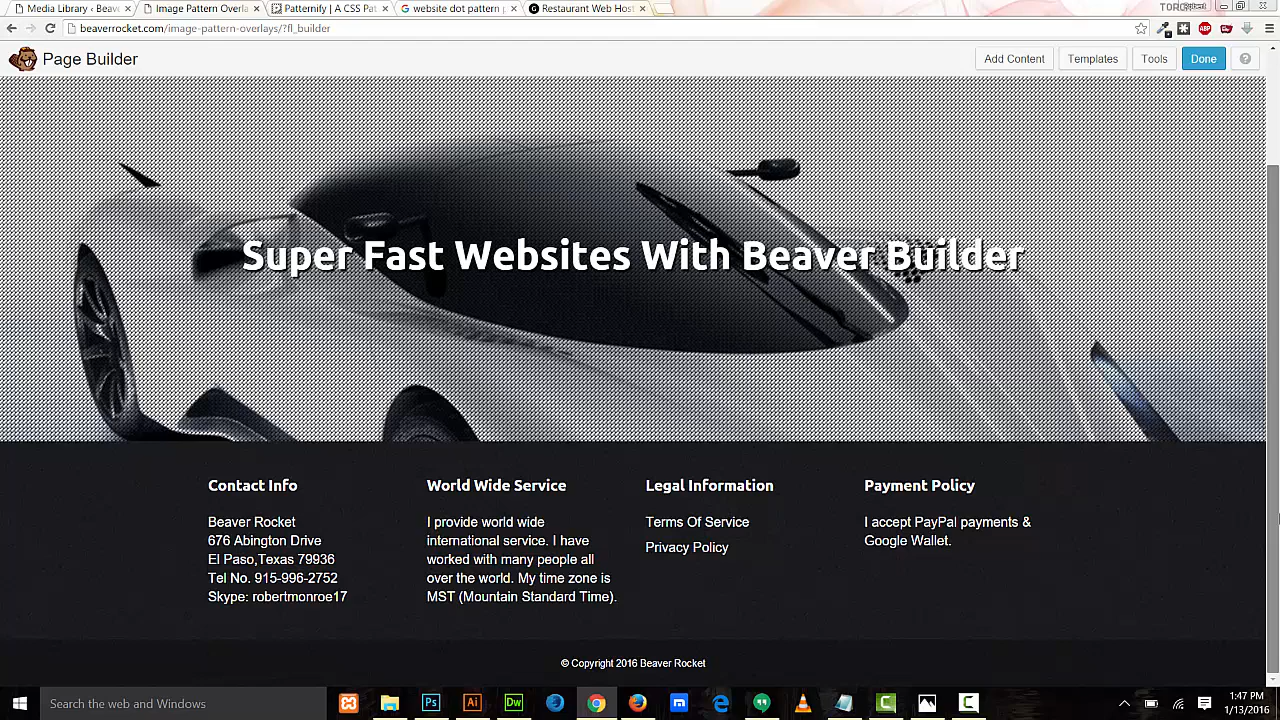 Media Library ‹ Beav
Image Pattern Overla
Patternify | A CSS Pat
website dot pattern
Restaurant Web Host
beaverrocket.com/image-pattern-overlays/?fl_builder
ABP
Page Builder
Add Content
Templates
Tools
Done
?
Super Fast Websites With Beaver Builder
Contact Info
World Wide Service
Legal Information
Payment Policy
Beaver Rocket
676 Abington Drive
El Paso,Texas 79936
Tel No. 915-996-2752
Skype: robertmonroe17
I provide world wide
international service. I have
worked with many people all
over the world. My time zone is
MST (Mountain Standard Time).
Terms Of Service
Privacy Policy
I accept PayPal payments &
Google Wallet.
© Copyright 2016 Beaver Rocket
Search the web and Windows
Ps
Ai
Dw
1:47 PM
1/13/2016